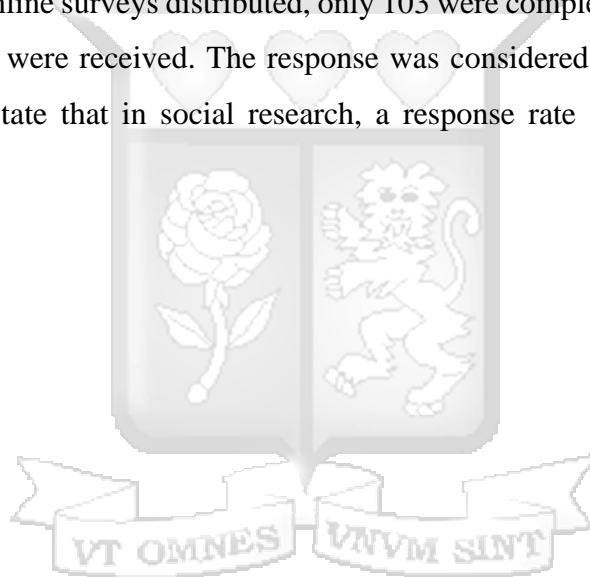 nline surveys distributed, only 103 were comple
were received. The response was considered
tate that in social research, a response rate
VT OMNES VNVM SINT